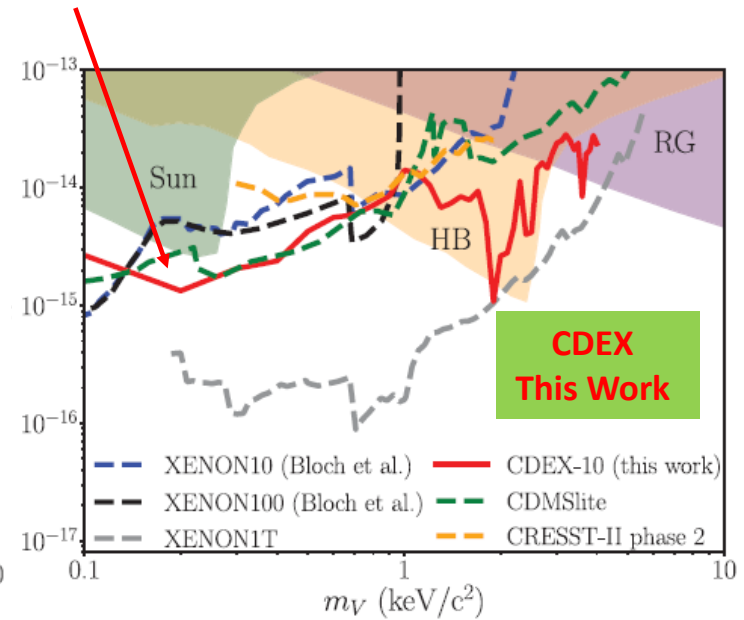 10⁻¹³
10⁻¹⁴
10⁻¹⁵
10⁻¹⁶
10⁻¹⁷
Sun
HB
RG
CDEX
This Work
XENON10 (Bloch et al.)
XENON100 (Bloch et al.)
XENON1T
CDEX-10 (this work)
CDMSlite
CRESST-II phase 2
0.1
1
10
m_V (keV/c²)